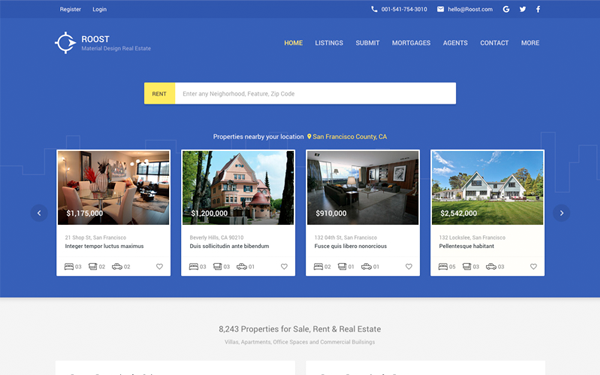 Register Login 001-541-754-3010 hello@Roost.com
ROOST
Material Design Real Estate
HOME LISTINGS SUBMIT MORTGAGES AGENTS CONTACT MORE
RENT Enter any Neighorhood, Feature, Zip Code
Properties nearby your location San Francisco County, CA
$1,175,000 $1,200,000 $910,000 $2,542,000
21 Shop St, San Francisco Beverly Hills, CA 90210 132 04th St, San Francisco 132 Lockslee, San Francisco
Integer tempor luctus maximus Duis sollicitudin ante bibendum Fusce quis libero nonorcious Pellentesque habitant
03 02 02 03 03 01 02 03 01 05 03 02
8,243 Properties for Sale, Rent & Real Estate
Villas, Apartments, Office Spaces and Commercial Builsings